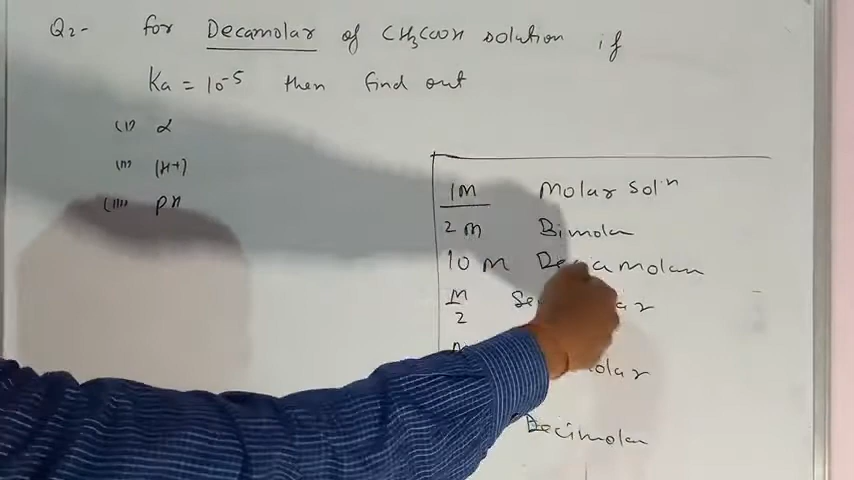 Q2- for Decamolar of CH3COOH solution if
Ka = 10-5 then find out
(i) α
(ii) (H+)
(iii) pH
1M Molar Solⁿ
2 M Bimolar
10 M Decamolar
M/2
Decimolar